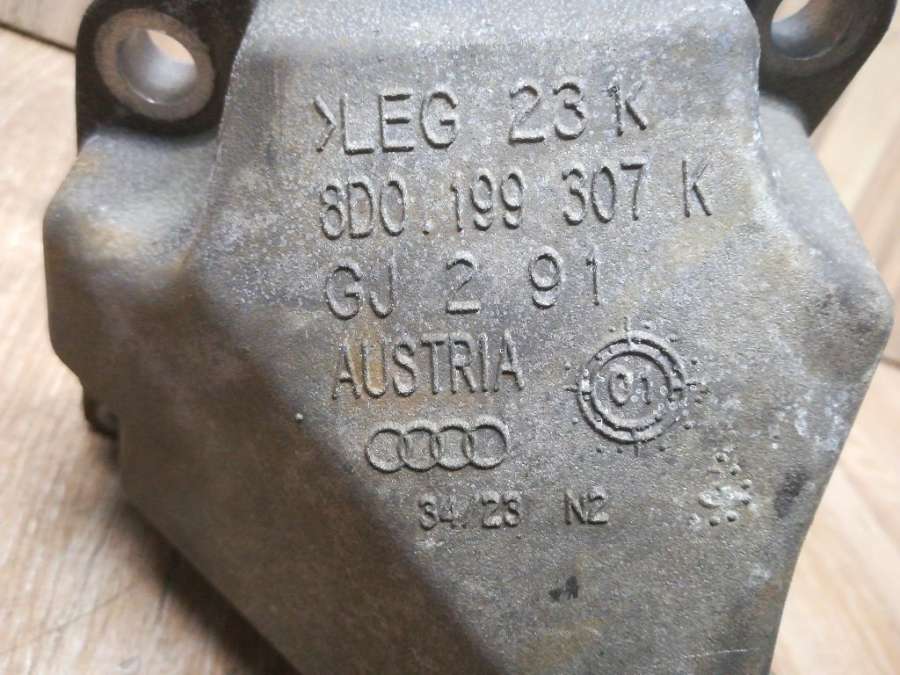 >LEG 23 K
8D0.199 307 K
GJ 2 91
AUSTRIA
01
34/23 N2